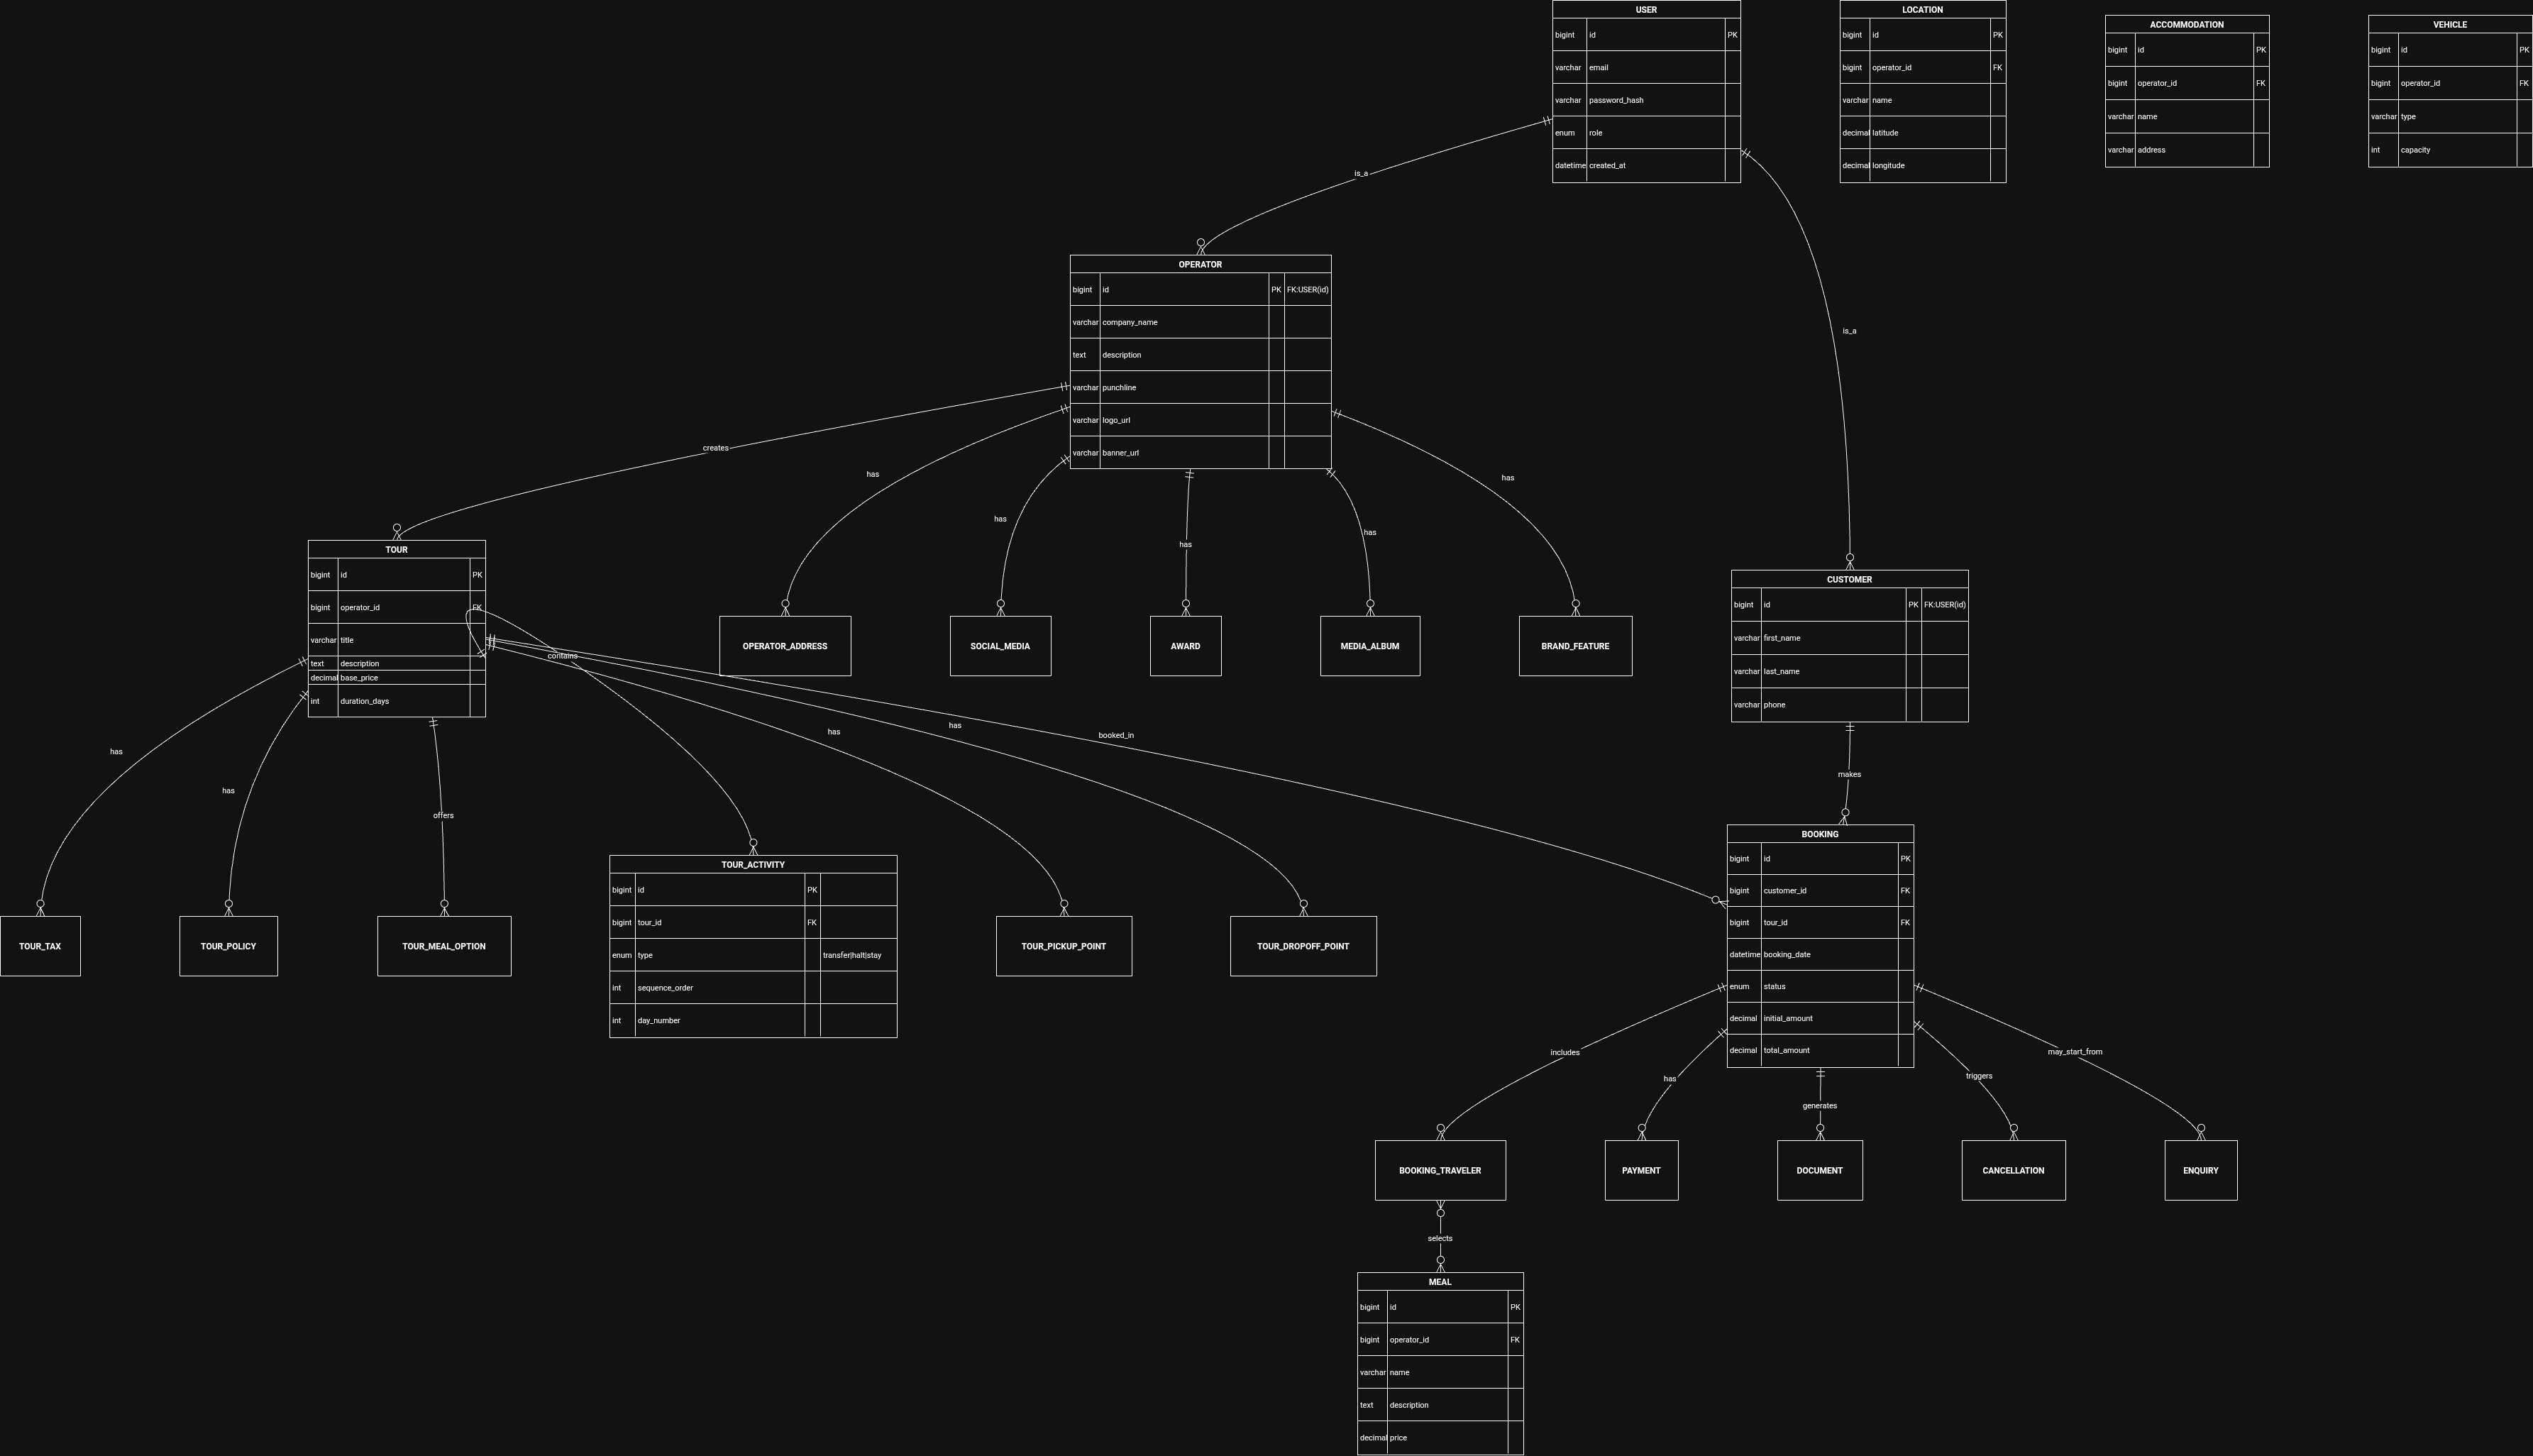 USER
bigint id PK
varchar email
varchar password_hash
enum role
datetime created_at
LOCATION
bigint id PK
bigint operator_id FK
varchar name
decimal latitude
decimal longitude
ACCOMMODATION
bigint id PK
bigint operator_id FK
varchar name
varchar address
VEHICLE
bigint id PK
bigint operator_id FK
varchar type
int capacity
is_a
is_a
OPERATOR
bigint id PK FK:USER(id)
varchar company_name
text description
varchar punchline
varchar logo_url
varchar banner_url
creates
has
has
has
has
has
TOUR
bigint id PK
bigint operator_id FK
varchar title
text description
decimal base_price
int duration_days
OPERATOR_ADDRESS
SOCIAL_MEDIA
AWARD
MEDIA_ALBUM
BRAND_FEATURE
CUSTOMER
bigint id PK FK:USER(id)
varchar first_name
varchar last_name
varchar phone
contains
has
has
offers
has
has
booked_in
makes
TOUR_TAX
TOUR_POLICY
TOUR_MEAL_OPTION
TOUR_ACTIVITY
bigint id PK
bigint tour_id FK
enum type transfer|halt|stay
int sequence_order
int day_number
TOUR_PICKUP_POINT
TOUR_DROPOFF_POINT
BOOKING
bigint id PK
bigint customer_id FK
bigint tour_id FK
datetime booking_date
enum status
decimal initial_amount
decimal total_amount
includes
has
generates
triggers
may_start_from
BOOKING_TRAVELER
PAYMENT
DOCUMENT
CANCELLATION
ENQUIRY
selects
MEAL
bigint id PK
bigint operator_id FK
varchar name
text description
decimal price